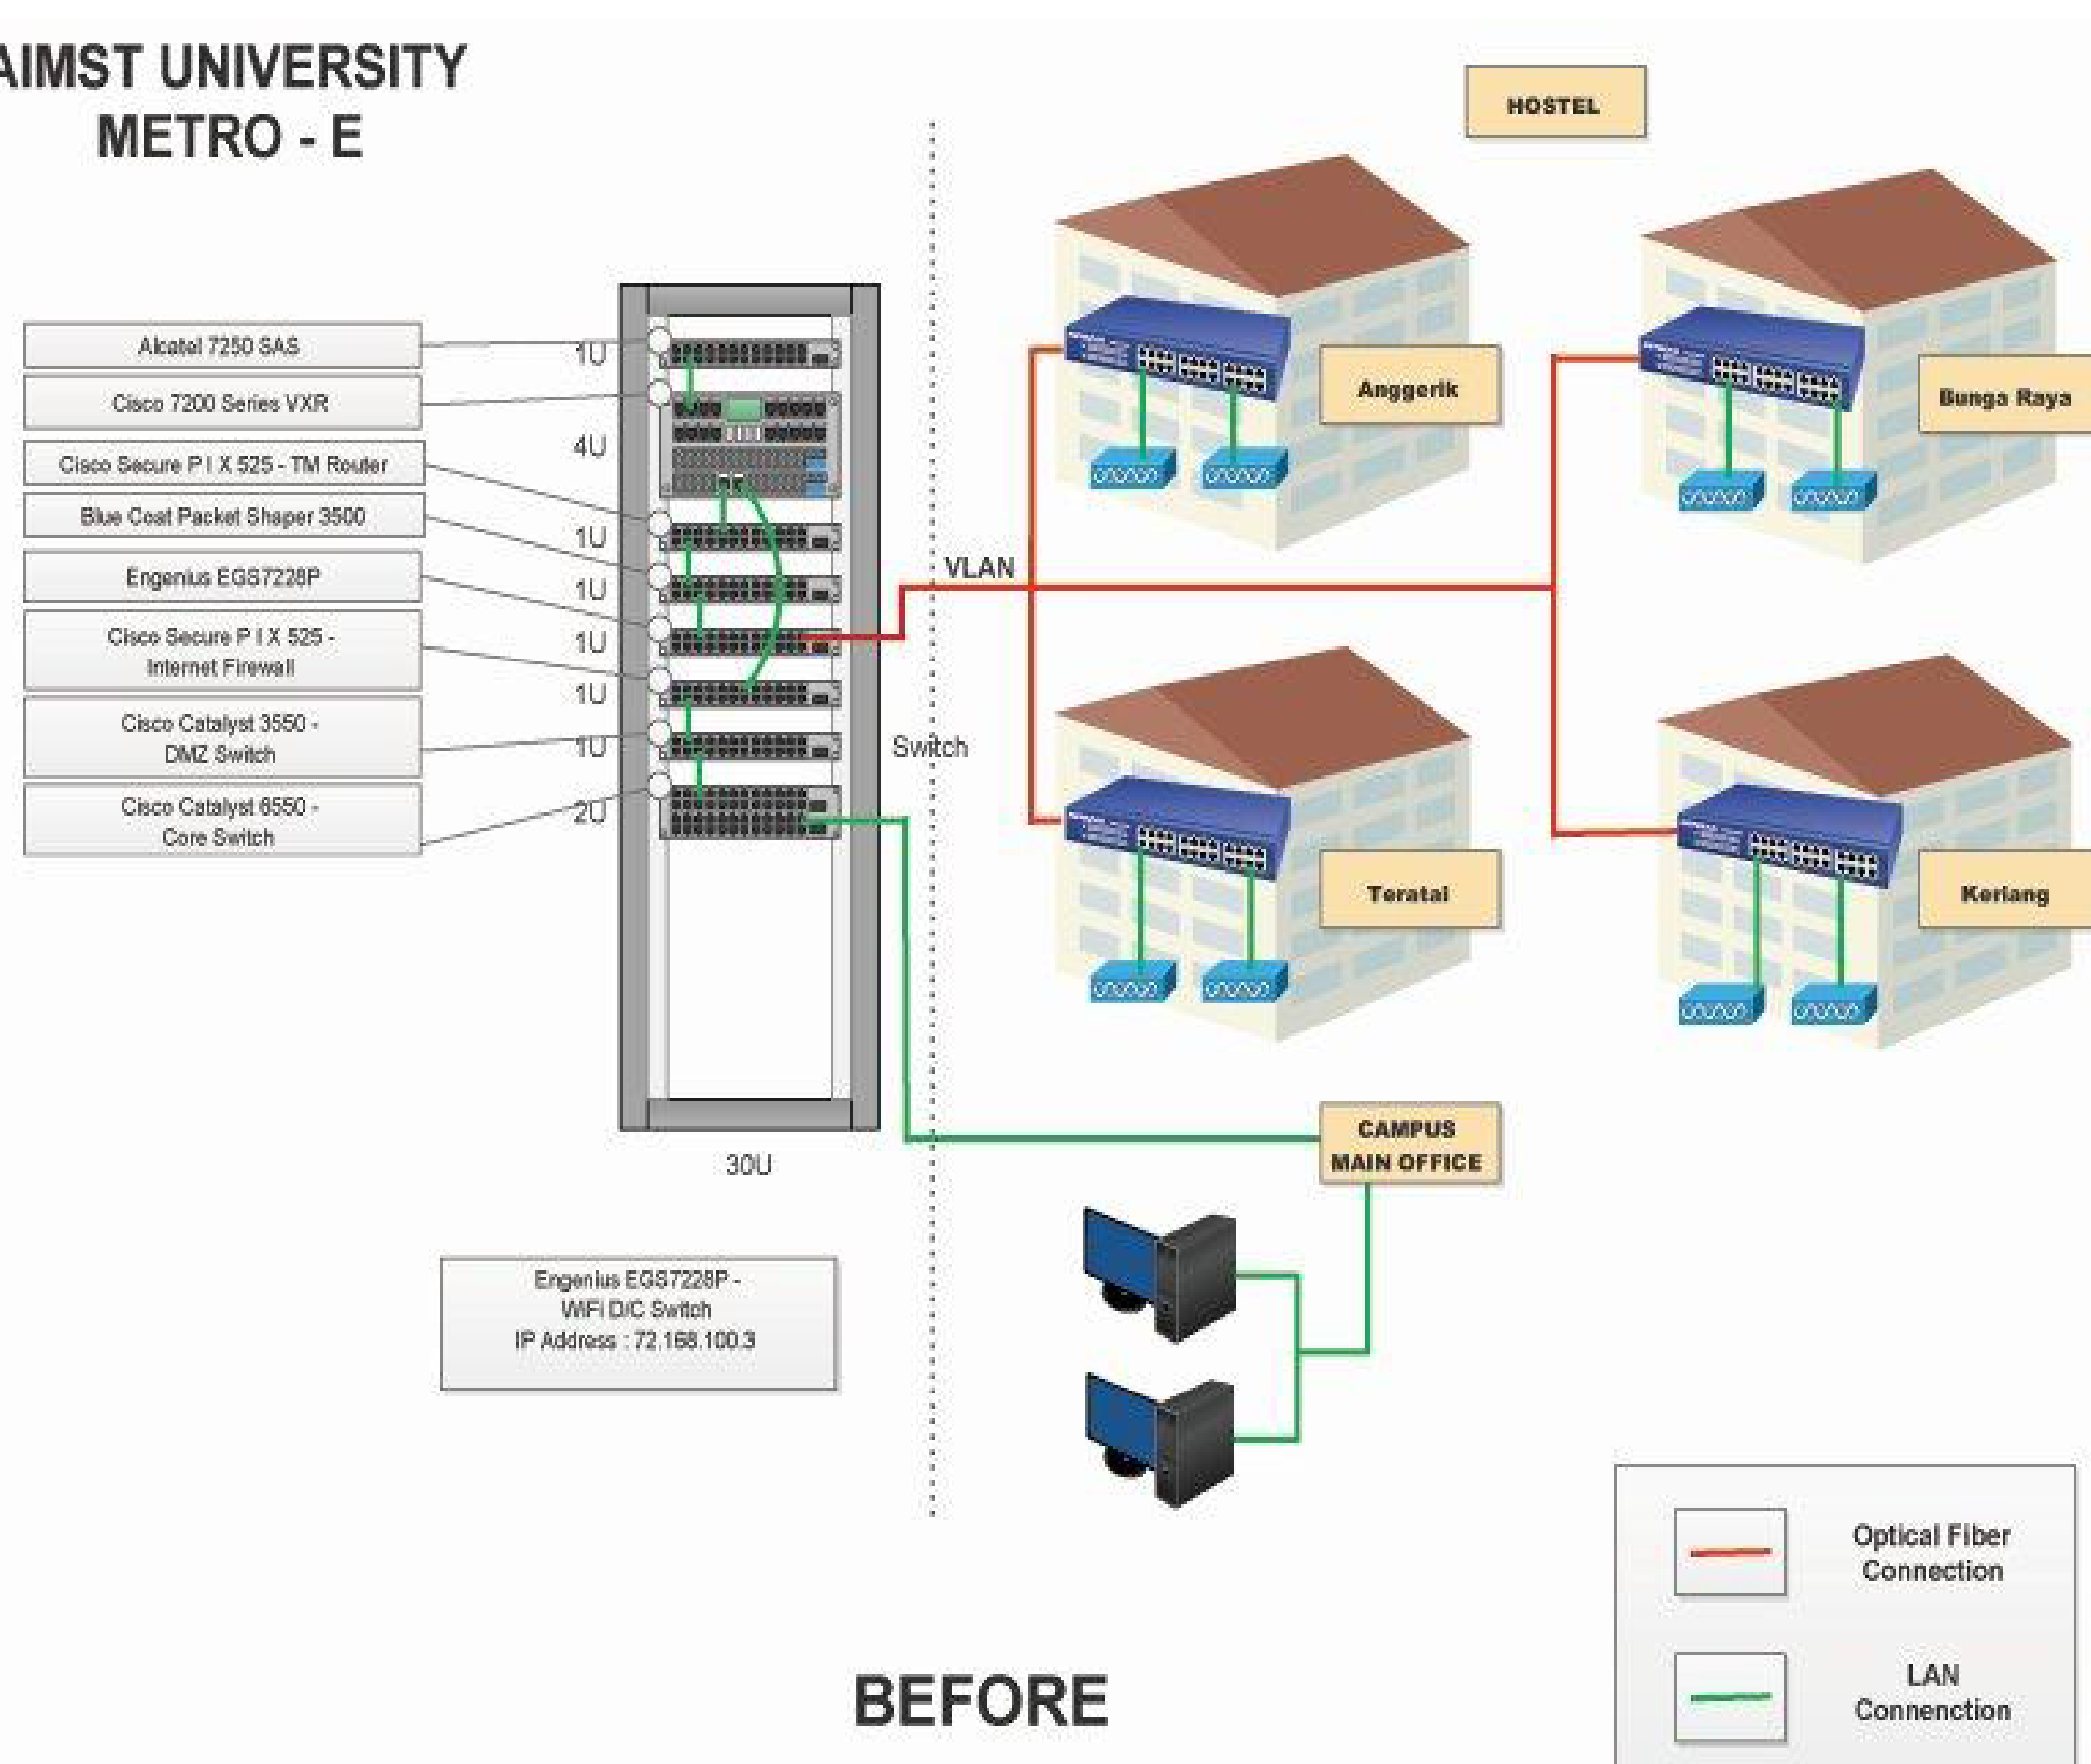 AIMST UNIVERSITY
METRO - E
HOSTEL
Alcatel 7250 SAS
1U
Cisco 7200 Series VXR
4U
Cisco Secure P I X 525 - TM Router
1U
Blue Coat Packet Shaper 3500
1U
Engenius EGS7228P
1U
Cisco Secure P I X 525 -
Internet Firewall
1U
Cisco Catalyst 3550 -
DMZ Switch
1U
Cisco Catalyst 6550 -
Core Switch
2U
30U
Switch
VLAN
Anggerik
Bunga Raya
Teratai
Keriang
CAMPUS
MAIN OFFICE
Engenius EGS7228P -
WiFi D/C Switch
IP Address : 72.168.100.3
Optical Fiber
Connection
LAN
Connenction
BEFORE